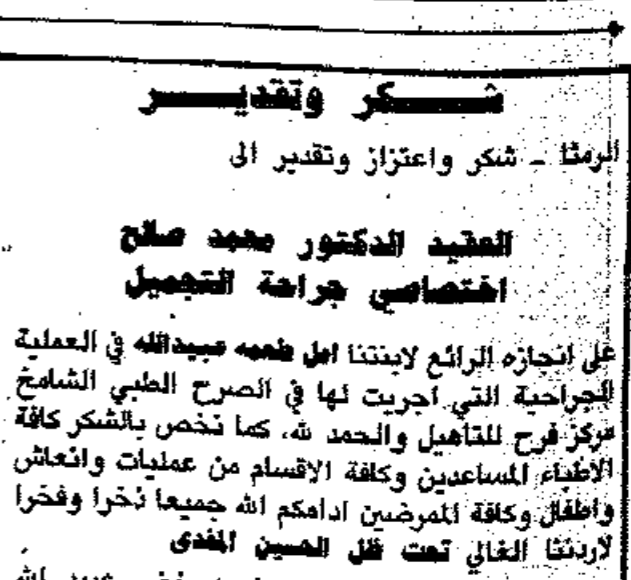 شكر وتقدير
الرمثا - شكر واعتزاز وتقدير الى
العقيد الدكتور محمد صالح
اختصاصي جراحة التجميل
على انجازه الرائع لابنتنا امل طعمه عبيدالله في العملية
الجراحية التي اجريت لها في الصرح الطبي الشامخ
مركز فرح للتاهيل والحمد لله، كما نخص بالشكر كافة
الاطباء المساعدين وكافة الاقسام من عمليات وانعاش
واطفال وكافة الممرضين ادامكم الله جميعا ذخرا وفخرا
لاردننا الغالي تحت ظل الحسين المفدى